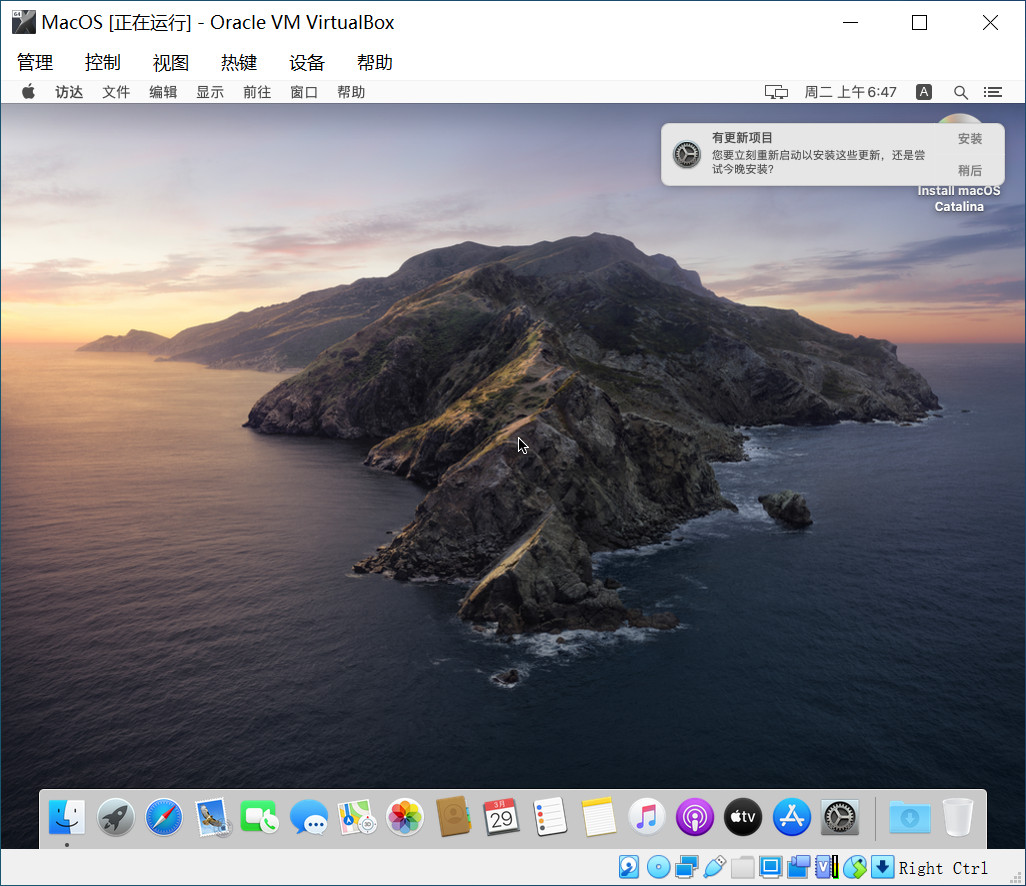 MacOS [正在运行] - Oracle VM VirtualBox
管理 控制 视图 热键 设备 帮助
访达 文件 编辑 显示 前往 窗口 帮助 周二 上午6:47 A
有更新项目
您要立刻重新启动以安装这些更新，还是尝
试今晚安装?
安装
稍后
Install macOS
Catalina
3月
29
3D
tv
Right Ctrl